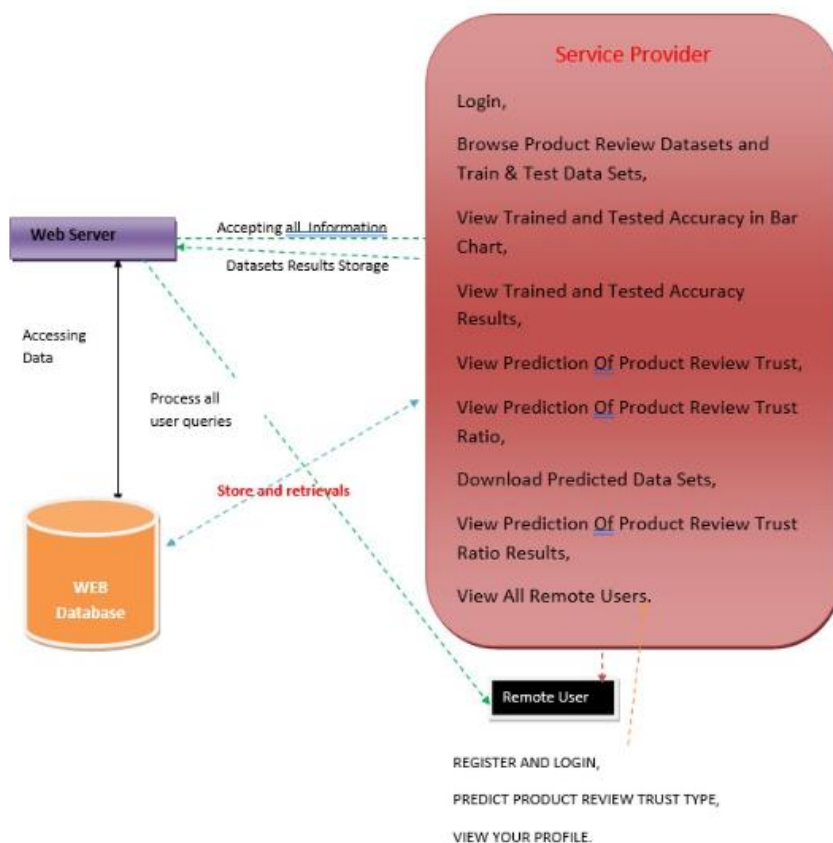 Service Provider
Login,
Browse Product Review Datasets and
Train & Test Data Sets,
View Trained and Tested Accuracy in Bar
Chart,
View Trained and Tested Accuracy
Results,
View Prediction Of Product Review Trust,
View Prediction Of Product Review Trust
Ratio,
Download Predicted Data Sets,
View Prediction Of Product Review Trust
Ratio Results,
View All Remote Users.
Web Server
Accepting all Information
Datasets Results Storage
Accessing
Data
Process all
user queries
Store and retrievals
WEB
Database
Remote User
REGISTER AND LOGIN,
PREDICT PRODUCT REVIEW TRUST TYPE,
VIEW YOUR PROFILE.